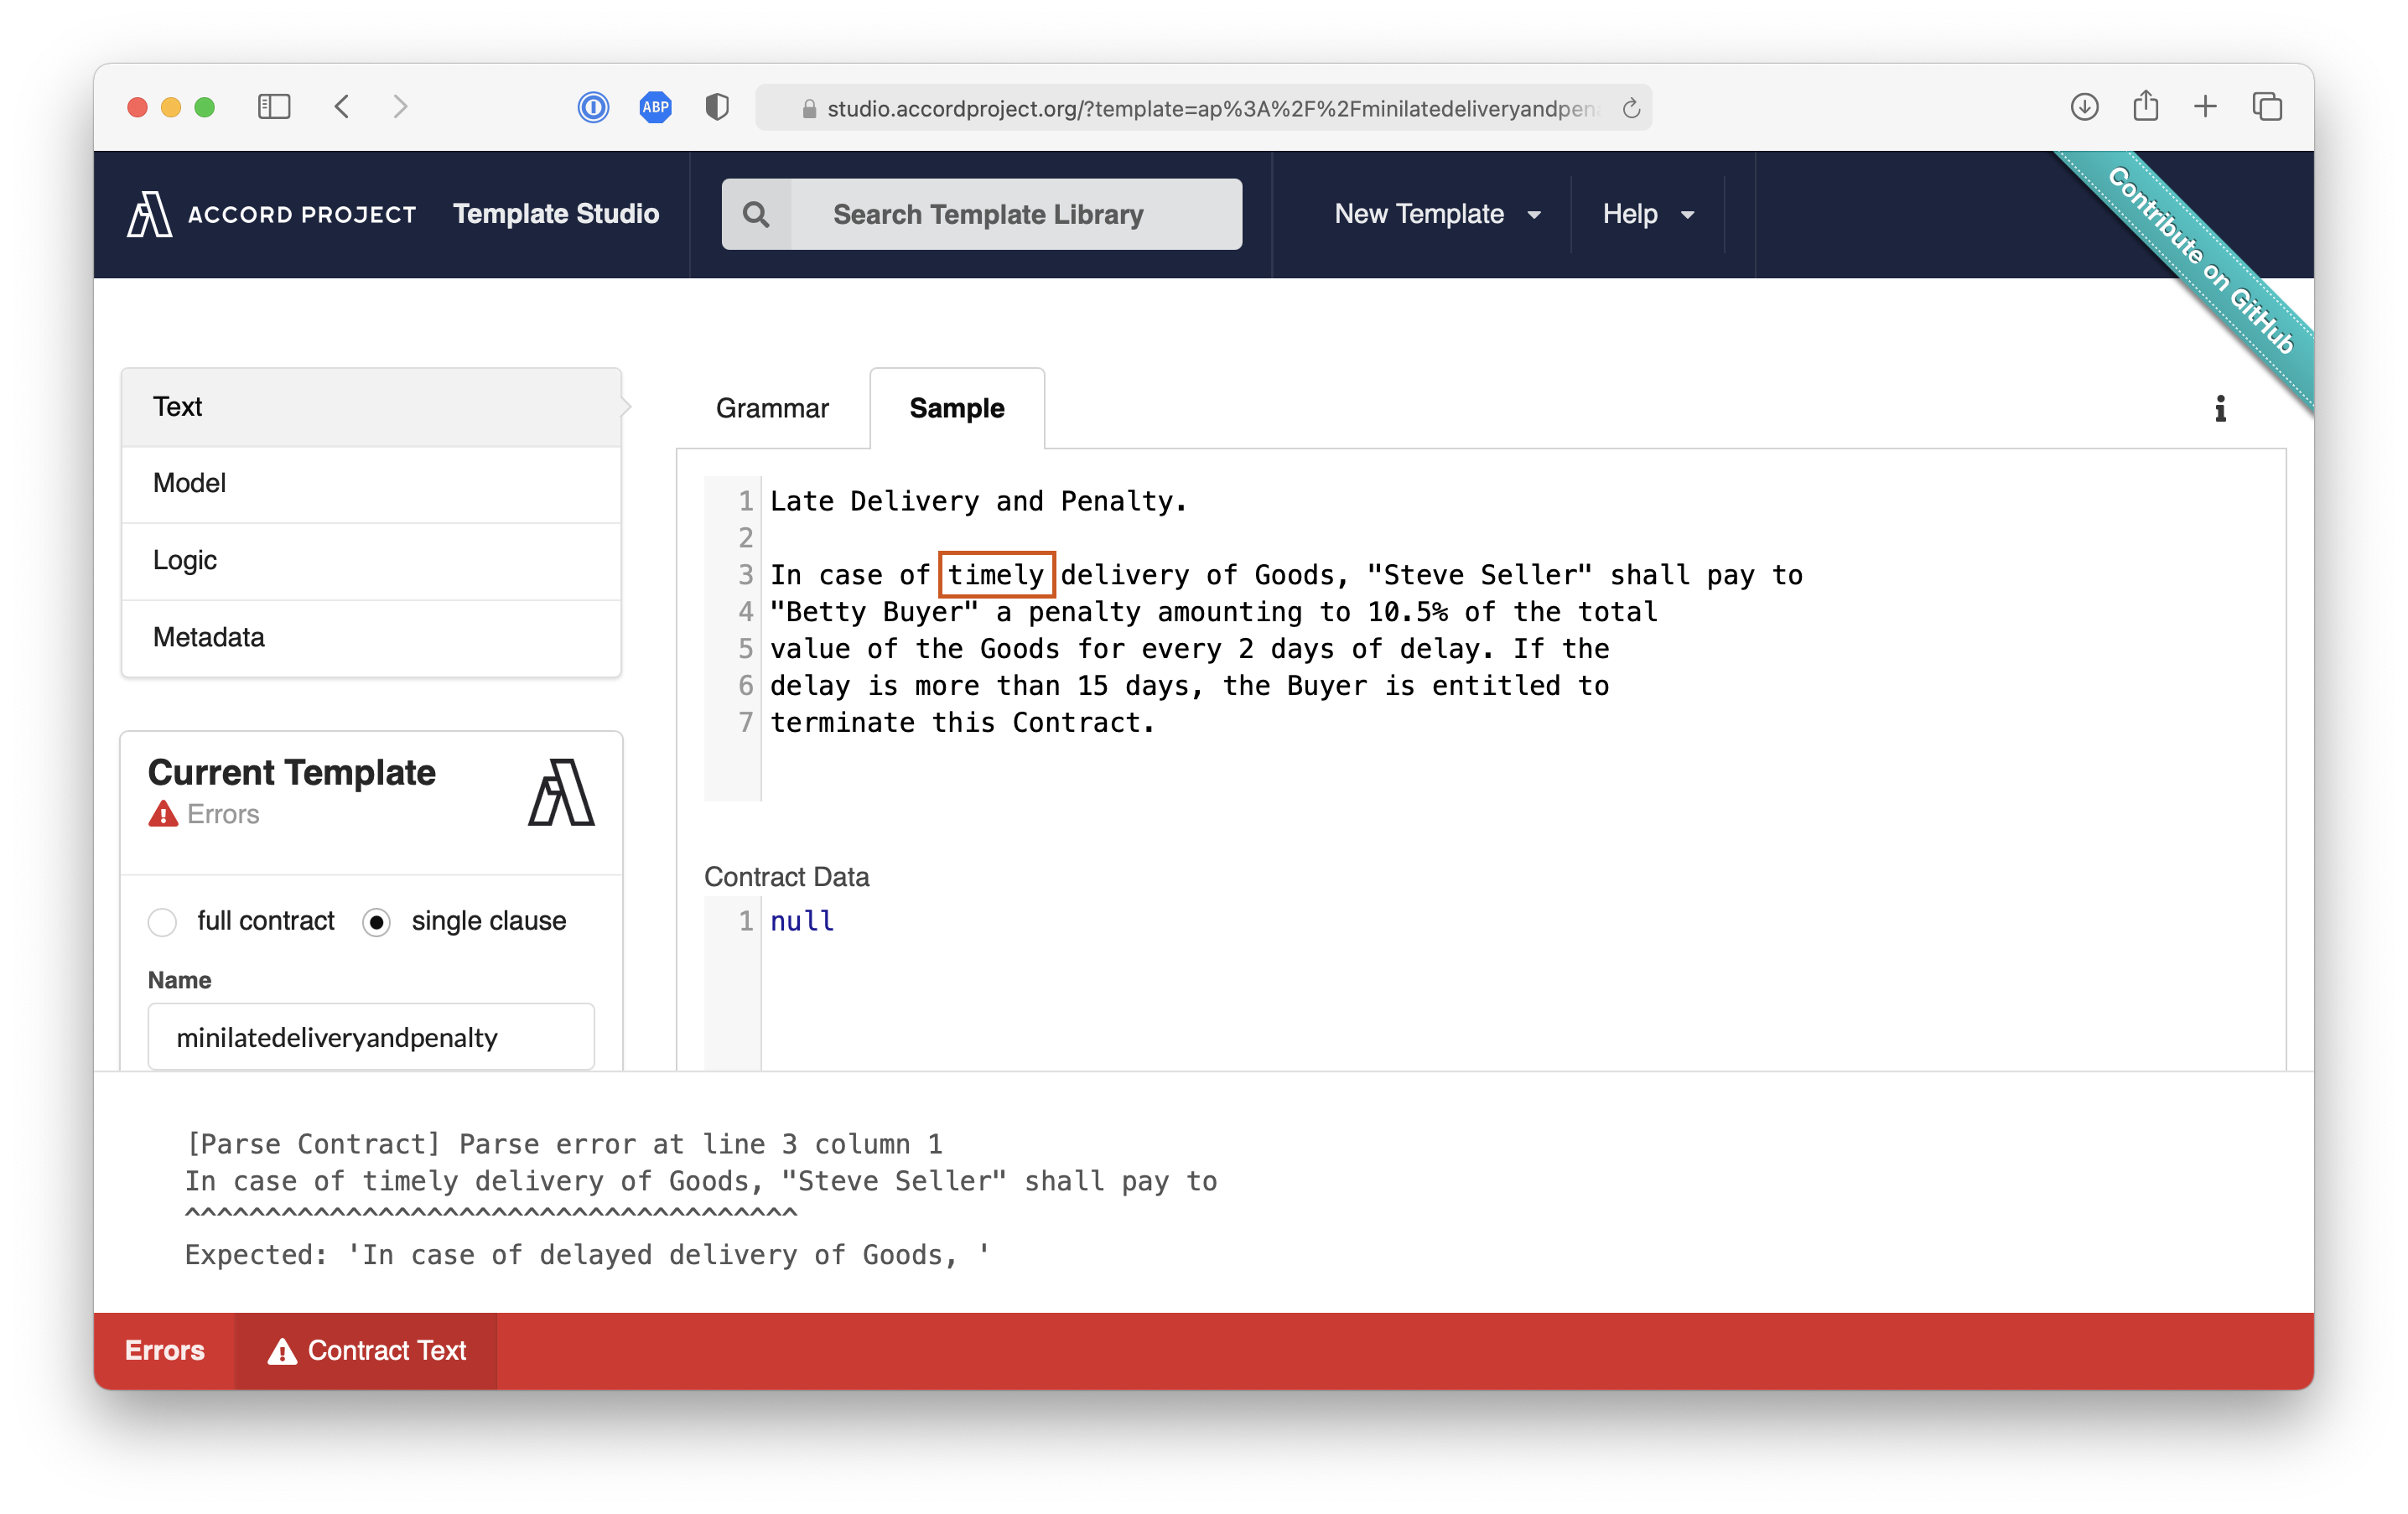 ABP
studio.accordproject.org/?template=ap%3A%2F%2Fminilatedeliveryandpen
ACCORD PROJECT
Template Studio
Search Template Library
New Template
Help
Contribute on GitHub
Text
Model
Logic
Metadata
Current Template
Errors
full contract
single clause
Name
minilatedeliveryandpenalty
Grammar
Sample
i
1 Late Delivery and Penalty.
2
3 In case of timely delivery of Goods, "Steve Seller" shall pay to
4 "Betty Buyer" a penalty amounting to 10.5% of the total
5 value of the Goods for every 2 days of delay. If the
6 delay is more than 15 days, the Buyer is entitled to
7 terminate this Contract.
Contract Data
1 null
[Parse Contract] Parse error at line 3 column 1
In case of timely delivery of Goods, "Steve Seller" shall pay to
^^^^^^^^^^^^^^^^^^^^^^^^^^^^^^^^^^^^^^
Expected: 'In case of delayed delivery of Goods, '
Errors
Contract Text